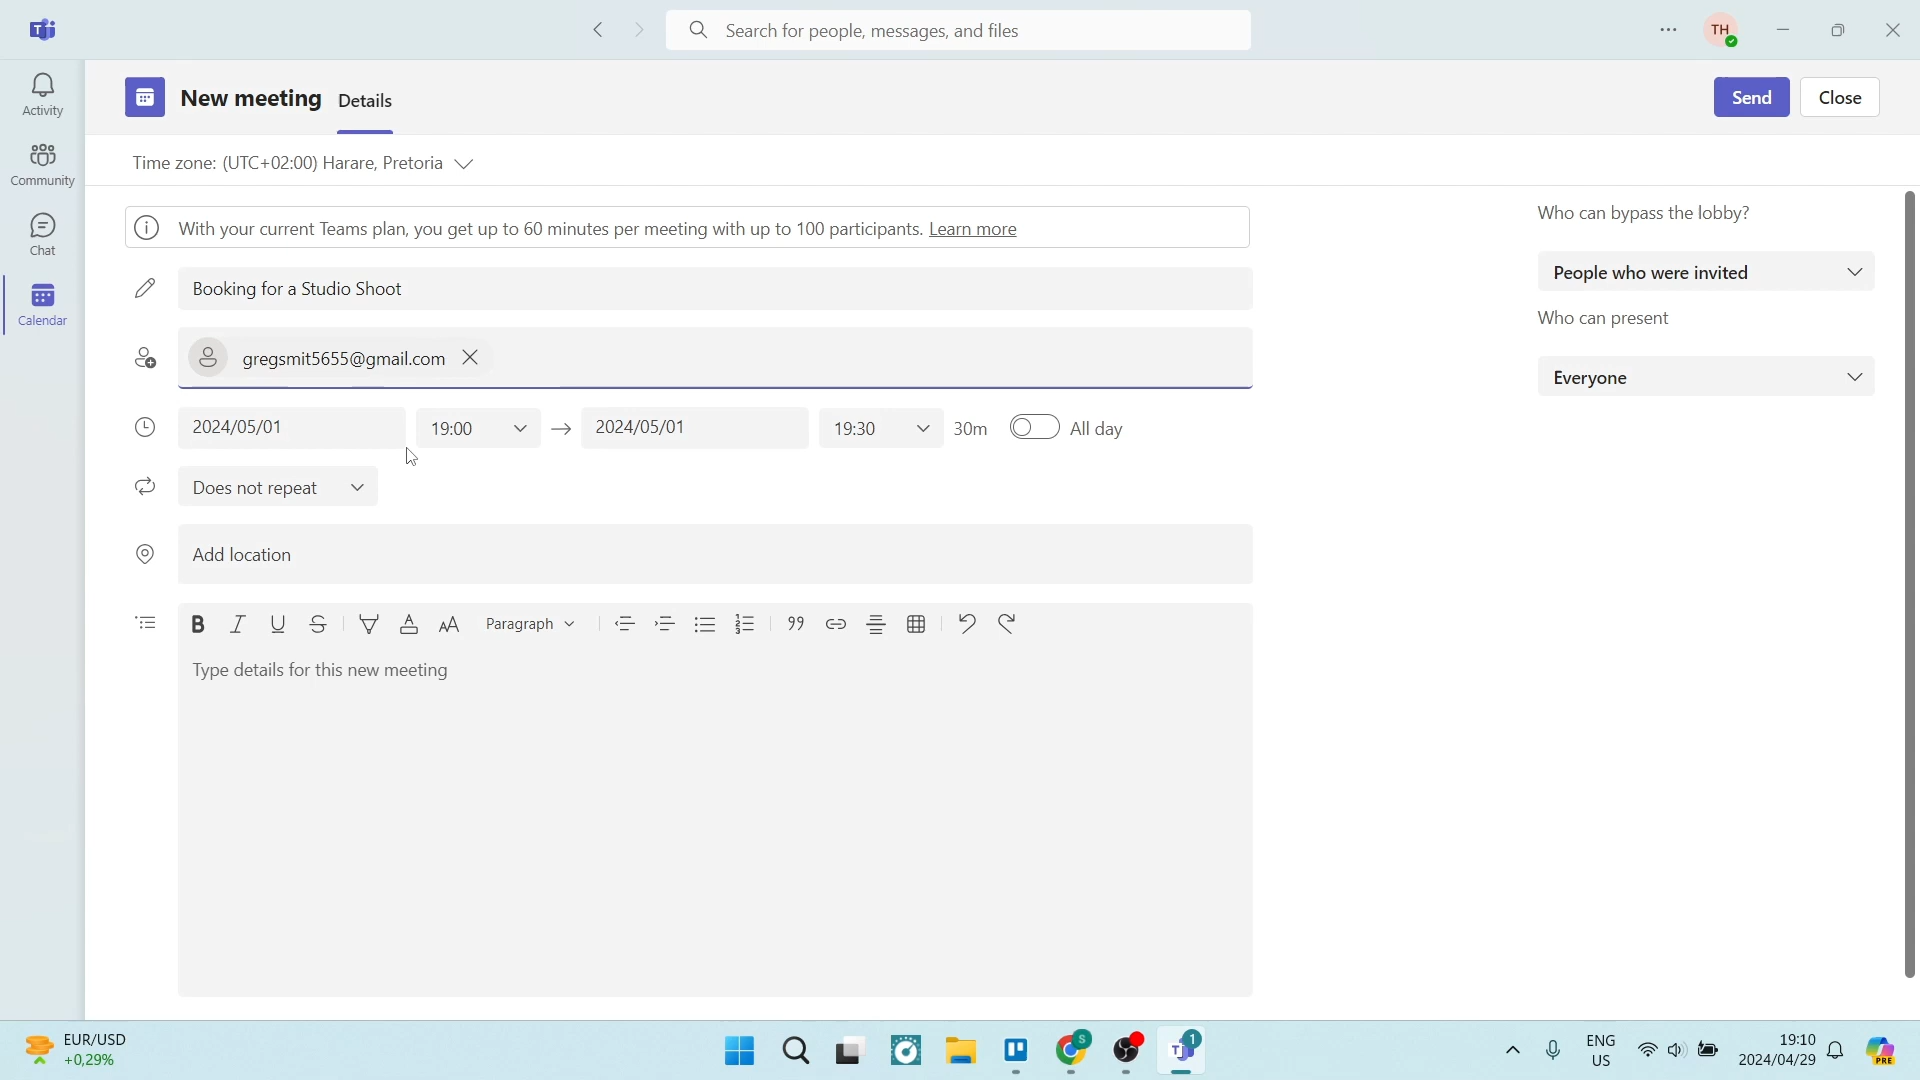 Search for people, messages, and files
TH
Activity
Community
Chat
Calendar
New meeting Details
Send Close
Time zone: (UTC+02:00) Harare, Pretoria
With your current Teams plan, you get up to 60 minutes per meeting with up to 100 participants. Learn more
Booking for a Studio Shoot
gregsmit5655@gmail.com
2024/05/01 19:00 2024/05/01 19:30 30m All day
Does not repeat
Add location
Paragraph
Type details for this new meeting
Who can bypass the lobby?
People who were invited
Who can present
Everyone
EUR/USD
+0,29%
S
1
ENG
US
19:10
2024/04/29
PRE